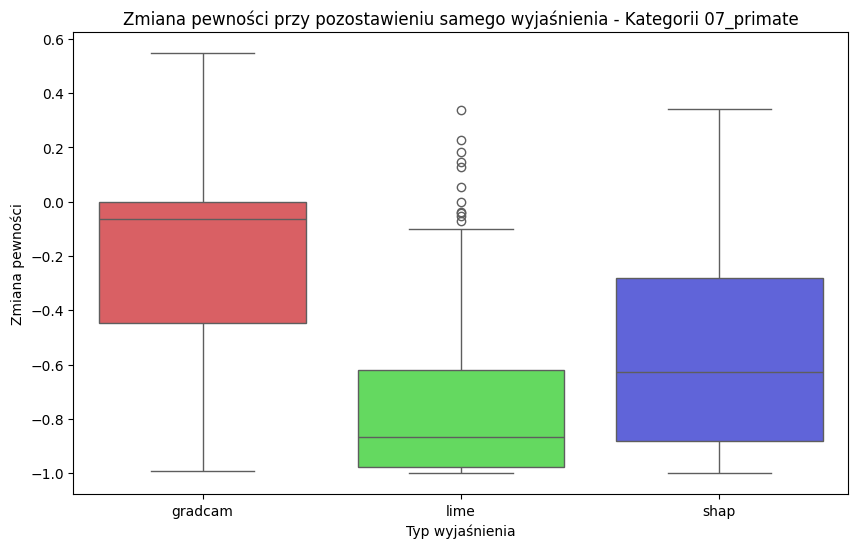 Zmiana pewności przy pozostawieniu samego wyjaśnienia - Kategorii 07_primate
Zmiana pewności
0.6
0.4
0.2
0.0
−0.2
−0.4
−0.6
−0.8
−1.0
gradcam lime shap
Typ wyjaśnienia